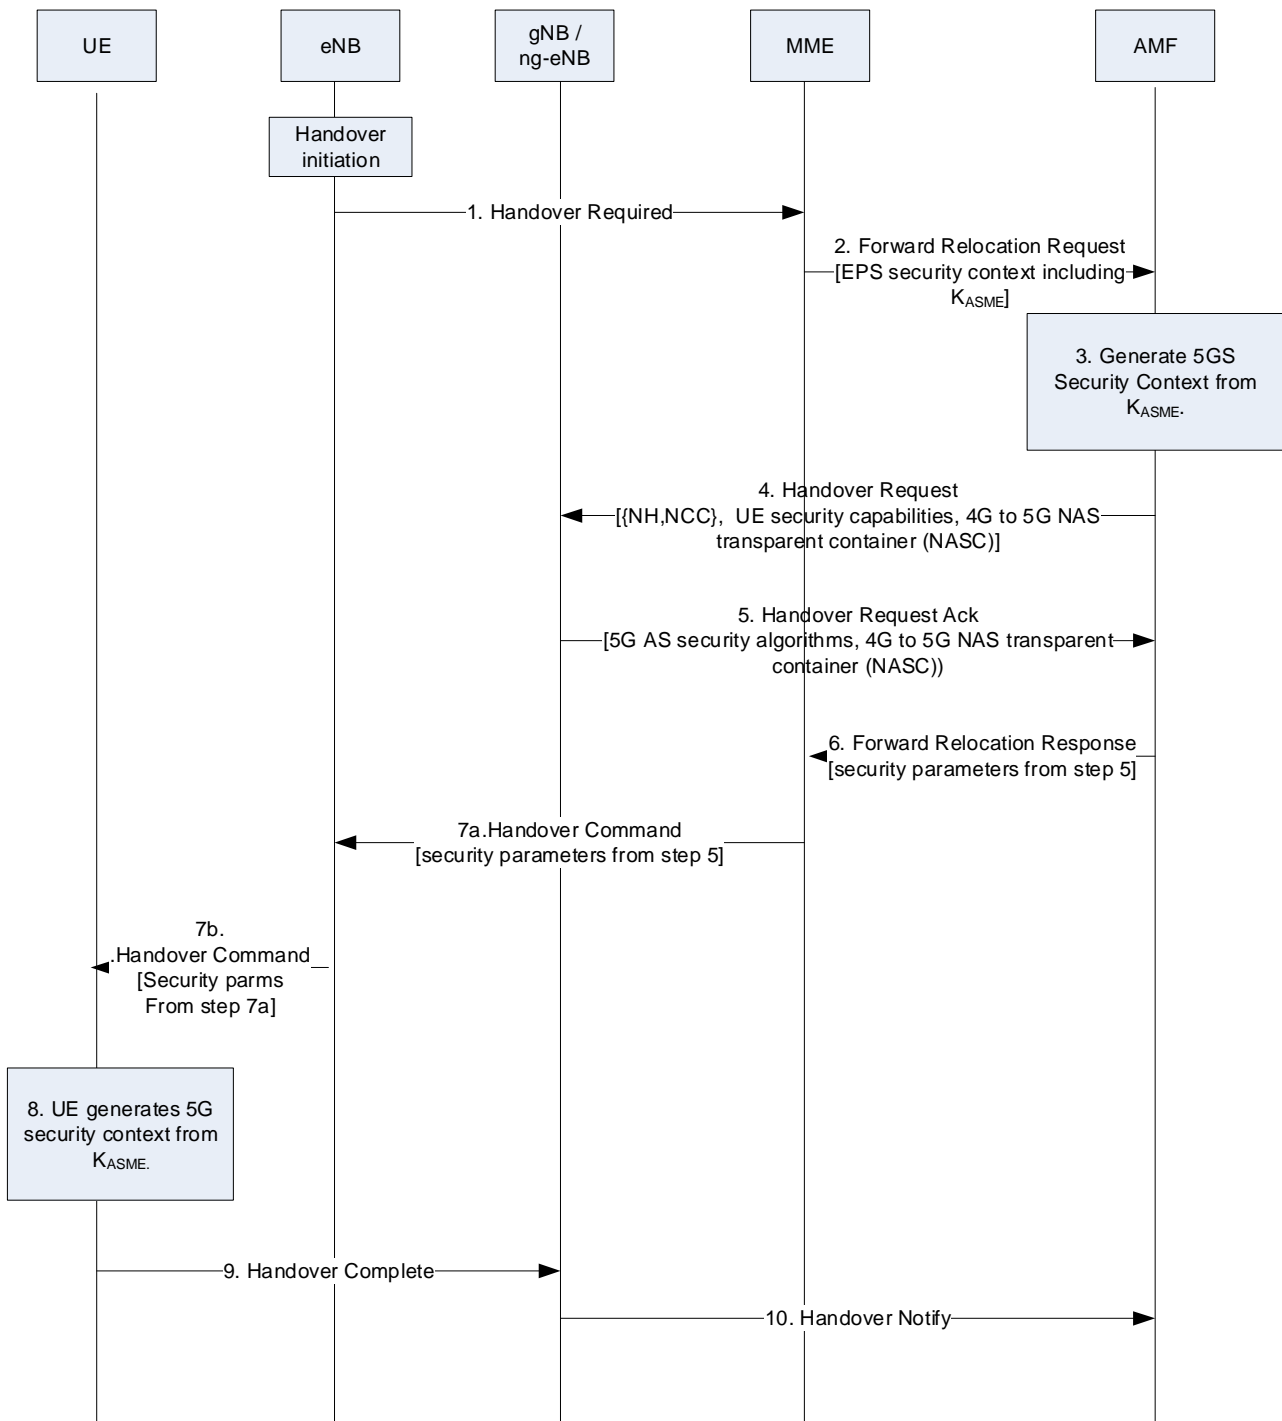 UE
eNB
gNB /
ng-eNB
MME
AMF
Handover
initiation
1. Handover Required
2. Forward Relocation Request
[EPS security context including
KASME]
3. Generate 5GS
Security Context from
KASME.
4. Handover Request
[{NH,NCC},  UE security capabilities, 4G to 5G NAS
transparent container (NASC)]
5. Handover Request Ack
[5G AS security algorithms, 4G to 5G NAS transparent
container (NASC))
6. Forward Relocation Response
[security parameters from step 5]
7a.Handover Command
[security parameters from step 5]
7b.
.Handover Command
[Security parms
From step 7a]
8. UE generates 5G
security context from
KASME.
9. Handover Complete
10. Handover Notify